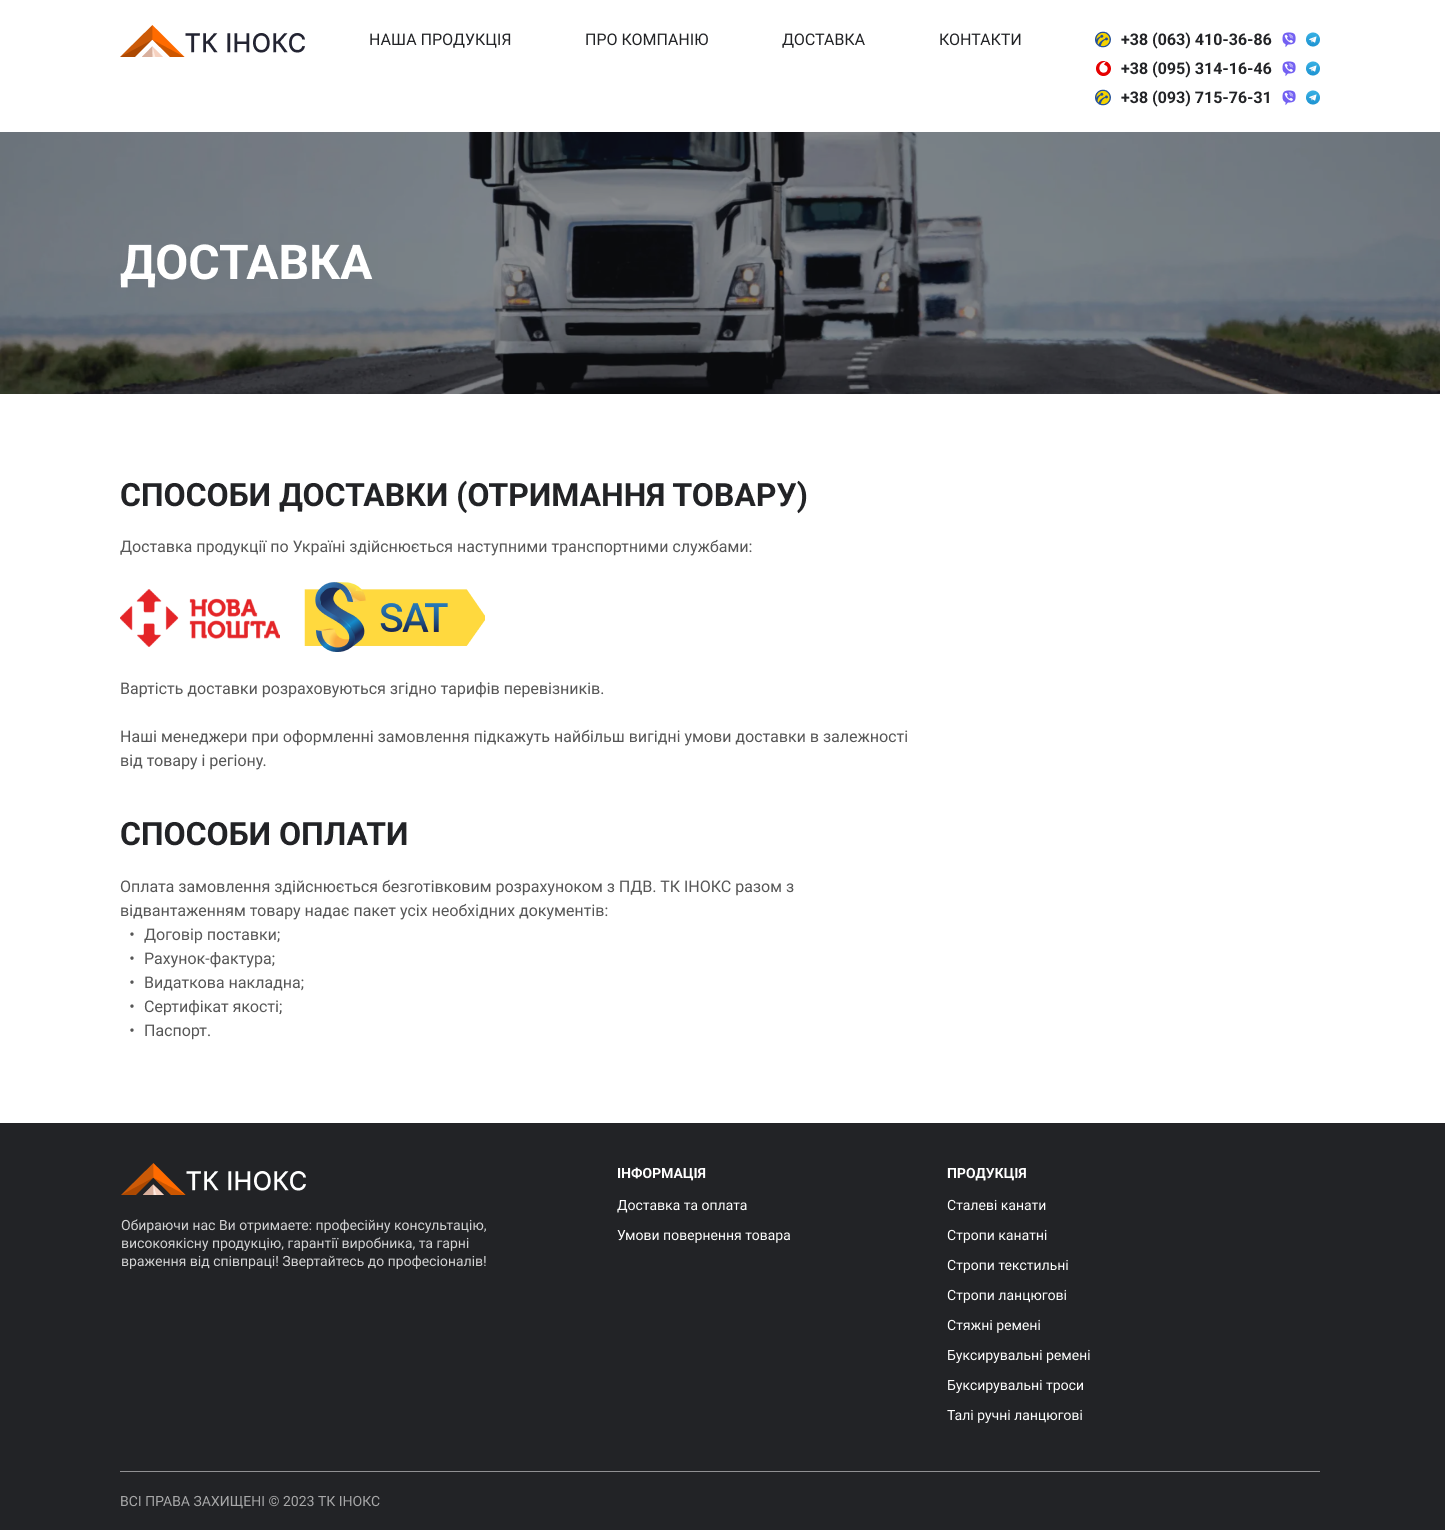 ТК ІНОКС
НАША ПРОДУКЦІЯ
ПРО КОМПАНІЮ
ДОСТАВКА
КОНТАКТИ
+38 (063) 410-36-86
+38 (095) 314-16-46
+38 (093) 715-76-31
ДОСТАВКА
СПОСОБИ ДОСТАВКИ (ОТРИМАННЯ ТОВАРУ)
Доставка продукції по Україні здійснюється наступними транспортними службами:
НОВА
ПОШТА
SAT
Вартість доставки розраховуються згідно тарифів перевізників.
Наші менеджери при оформленні замовлення підкажуть найбільш вигідні умови доставки в залежності
від товару і регіону.
СПОСОБИ ОПЛАТИ
Оплата замовлення здійснюється безготівковим розрахуноком з ПДВ. ТК ІНОКС разом з
відвантаженням товару надає пакет усіх необхідних документів:
• Договір поставки;
• Рахунок-фактура;
• Видаткова накладна;
• Сертифікат якості;
• Паспорт.
ТК ІНОКС
Обираючи нас Ви отримаете: професійну консультацію,
високоякісну продукцію, гарантії виробника, та гарні
враження від співпраці! Звертайтесь до професіоналів!
ІНФОРМАЦІЯ
Доставка та оплата
Умови повернення товара
ПРОДУКЦІЯ
Сталеві канати
Стропи канатні
Стропи текстильні
Стропи ланцюгові
Стяжні ремені
Буксирувальні ремені
Буксирувальні троси
Талі ручні ланцюгові
ВСІ ПРАВА ЗАХИЩЕНІ © 2023 ТК ІНОКС